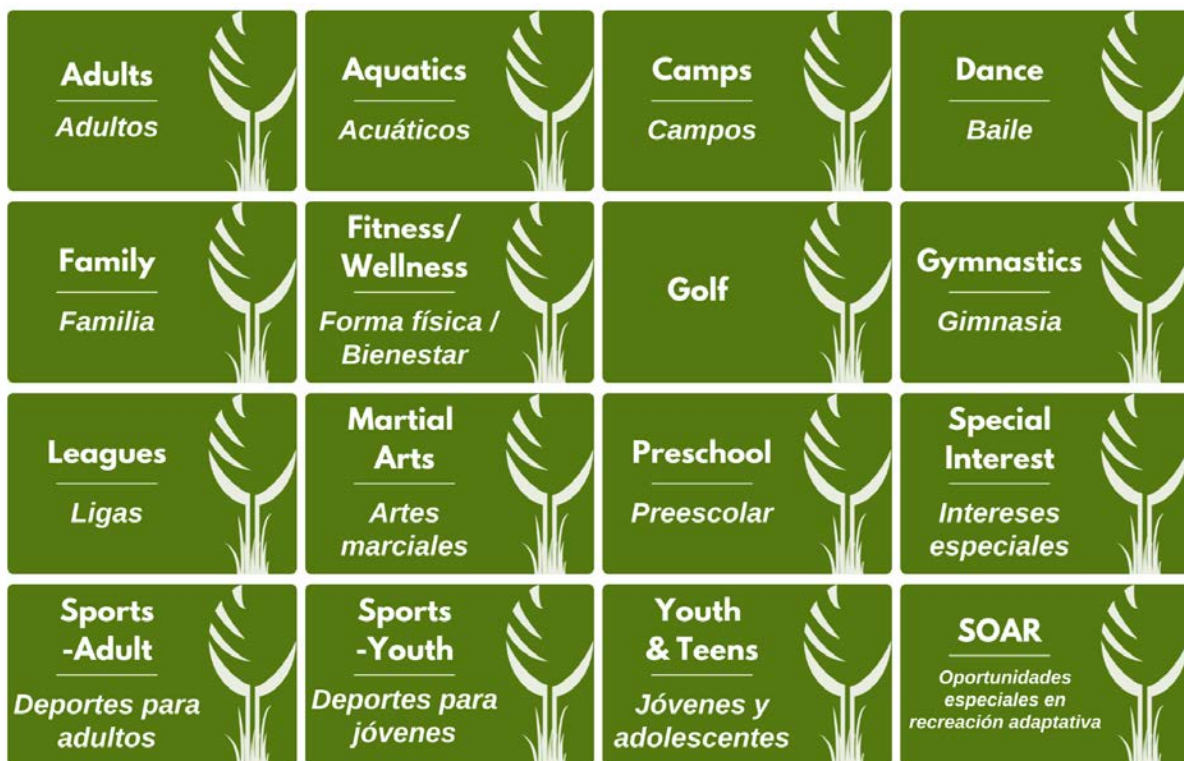 Adults
Adultos
Aquatics
Acuáticos
Camps
Campos
Dance
Baile
Family
Familia
Fitness/
Wellness
Forma física /
Bienestar
Golf
Gymnastics
Gimnasia
Leagues
Ligas
Martial
Arts
Artes
marciales
Preschool
Preescolar
Special
Interest
Intereses
especiales
Sports
-Adult
Deportes para
adultos
Sports
-Youth
Deportes para
jóvenes
Youth
& Teens
Jóvenes y
adolescentes
SOAR
Oportunidades
especiales en
recreación adaptativa